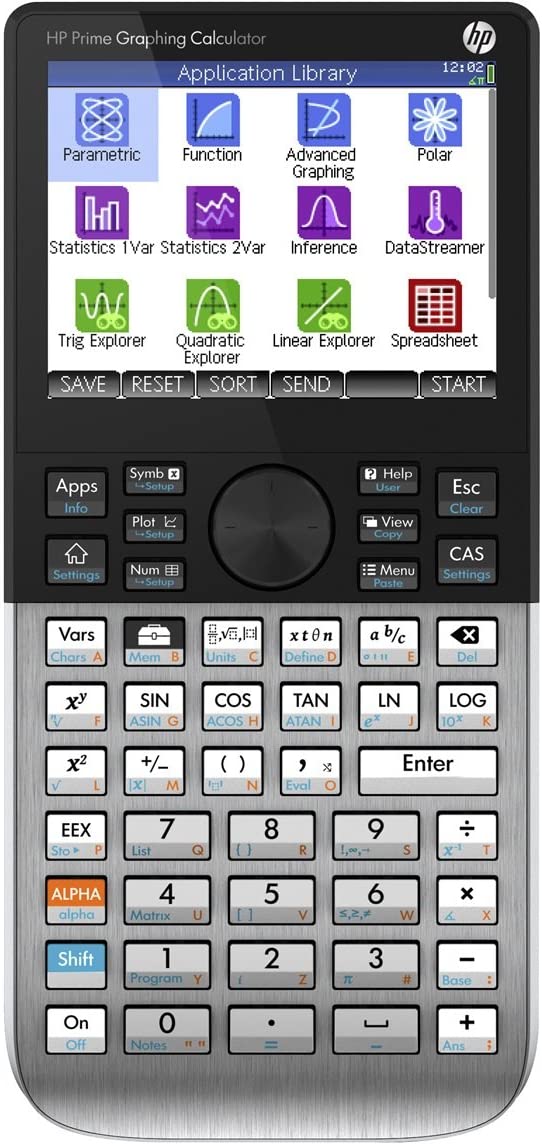 HP Prime Graphing Calculator
hp
Application Library 12:02
∡π
Parametric Function Advanced Graphing Polar
Statistics 1Var Statistics 2Var Inference DataStreamer
Trig Explorer Quadratic Explorer Linear Explorer Spreadsheet
SAVE RESET SORT SEND START
Apps Symb Help Esc
Info ↪Setup User Clear
Plot View
↪Setup Copy
CAS
Settings Num Menu Settings
↪Setup Paste
Vars x t θ n a b/c
Chars A Mem B Units C Define D E Del
xʸ SIN COS TAN LN LOG
F ASIN G ACOS H ATAN I eˣ J 10ˣ K
x² +/− ( ) , Enter
√ L |x| M N Eval O
EEX 7 8 9 ÷
Sto ▸ P List Q { } R !,∞,→ S x⁻¹ T
ALPHA 4 5 6 ×
alpha Matrix U [ ] V ≤,≥,≠ W ∡ X
Shift 1 2 3 −
Program Y i Z π # Base :
On 0 . ␣ +
Off Notes " " = _ Ans ;